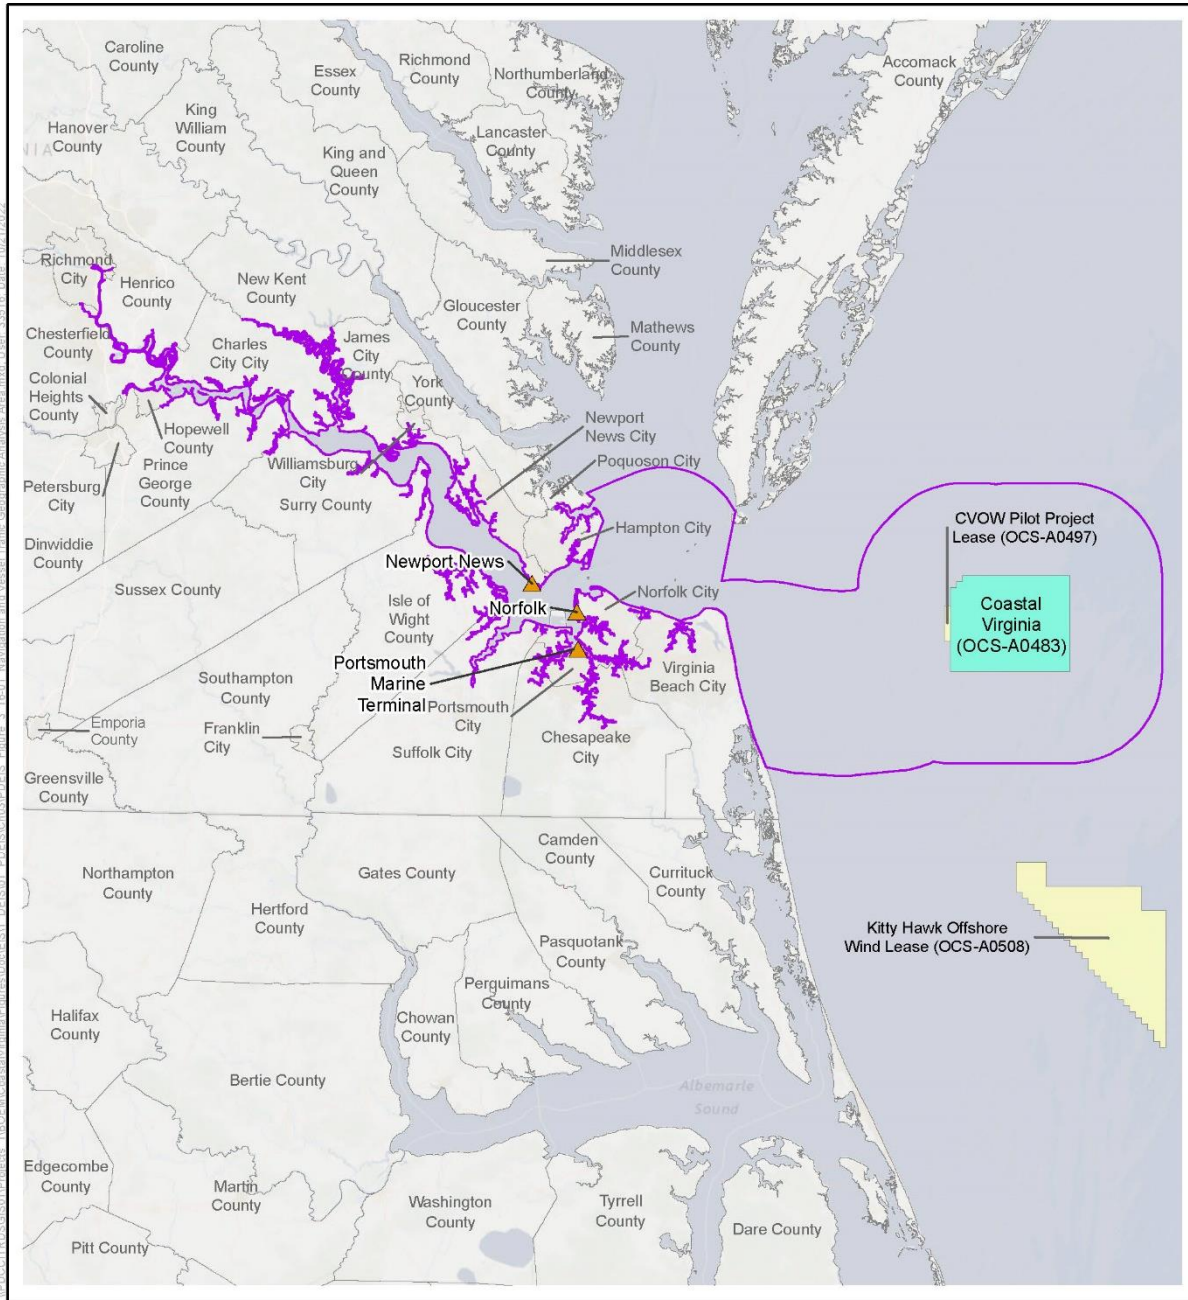 Caroline
County
Essex
County
Richmond
County
Northumberland
County
Accomack
County
Hanover
County
King
William
County
Lancaster
County
King and
Queen
County
NIA
Middlesex
County
Richmond
City
Henrico
County
New Kent
County
Gloucester
County
Mathews
County
Chesterfield
County
Charles
City City
James
City
County
York
County
Colonial
Heights
County
Hopewell
County
Newport
News City
Williamsburg
City
Poquoson City
Prince
George
County
Petersburg
City
Surry County
Hampton City
CVOW Pilot Project
Lease (OCS-A0497)
Dinwiddie
County
Newport News
Sussex County
Norfolk City
Isle of
Wight
County
Norfolk
Coastal
Virginia
(OCS-A0483)
Portsmouth
Marine
Terminal
Virginia
Beach City
Southampton
County
Portsmouth
City
Emporia
County
Franklin
City
Suffolk City
Chesapeake
City
Greensville
County
Camden
County
Northampton
County
Gates County
Currituck
County
Hertford
County
Kitty Hawk Offshore
Wind Lease (OCS-A0508)
Pasquotank
County
Perquimans
County
Halifax
County
Chowan
County
Bertie County
Albemarle
Sound
Edgecombe
County
Martin
County
Washington
County
Tyrrell
County
Dare County
Pitt County